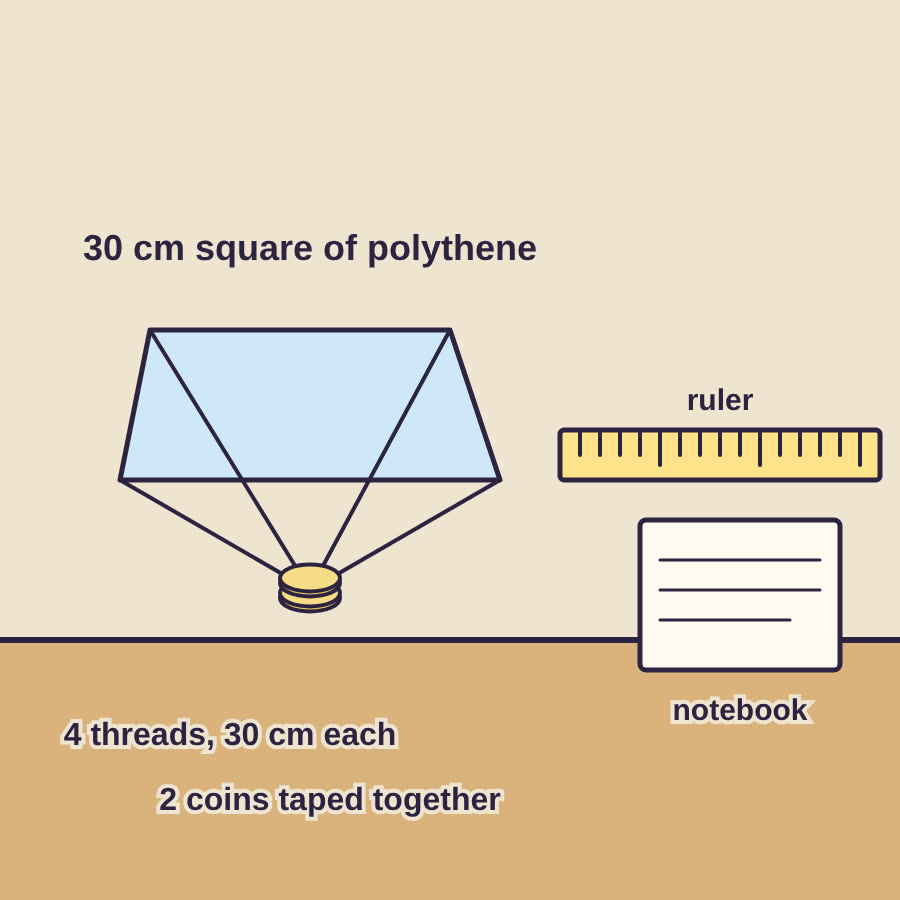 30 cm square of polythene
ruler
notebook
4 threads, 30 cm each
2 coins taped together